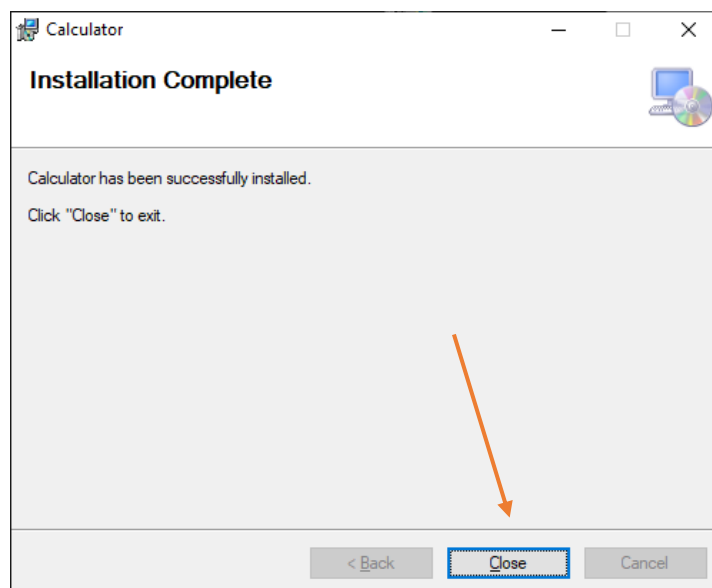 Calculator
Installation Complete
Calculator has been successfully installed.
Click "Close" to exit.
< Back
Close
Cancel